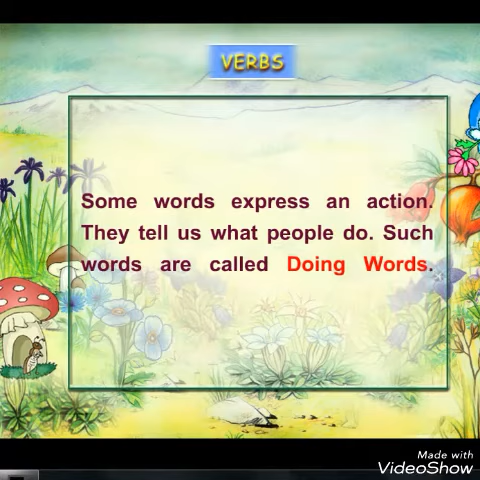 VERBS
Some words express an action.
They tell us what people do. Such
words are called Doing Words.
Made with
VideoShow